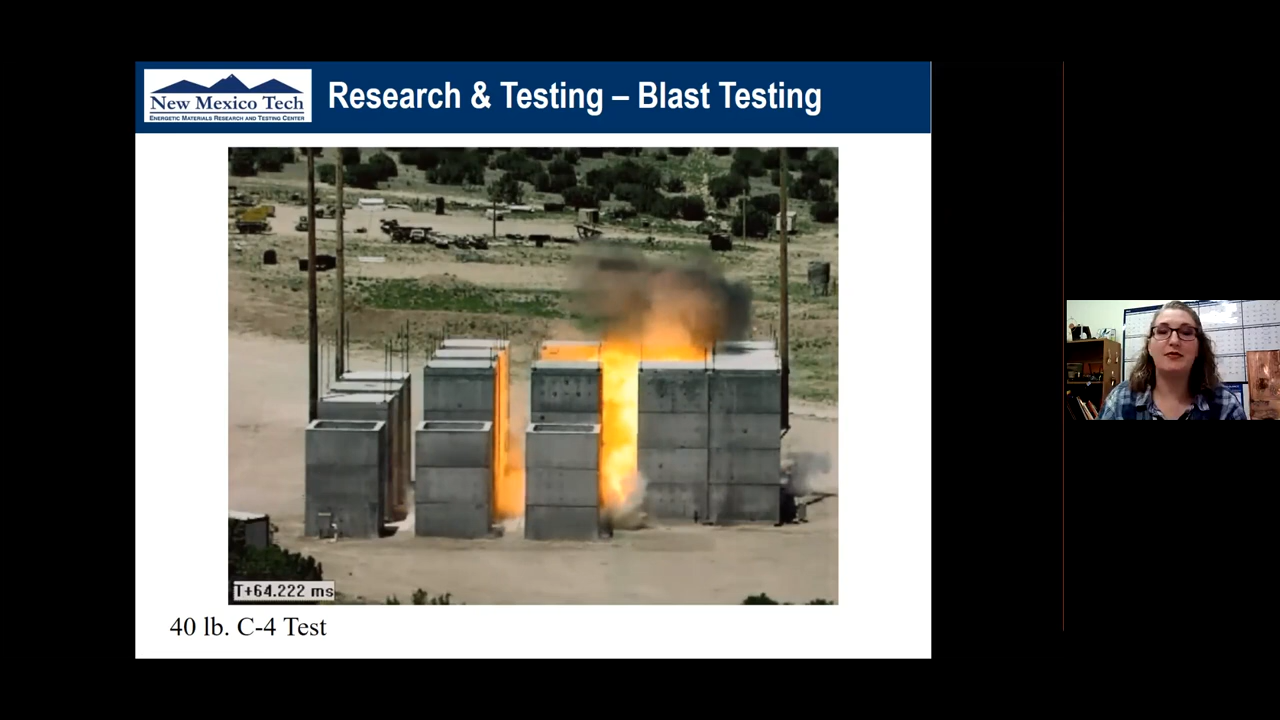 New Mexico Tech
Energetic Materials Research and Testing Center
Research & Testing – Blast Testing
T+64.222 ms
40 lb. C-4 Test